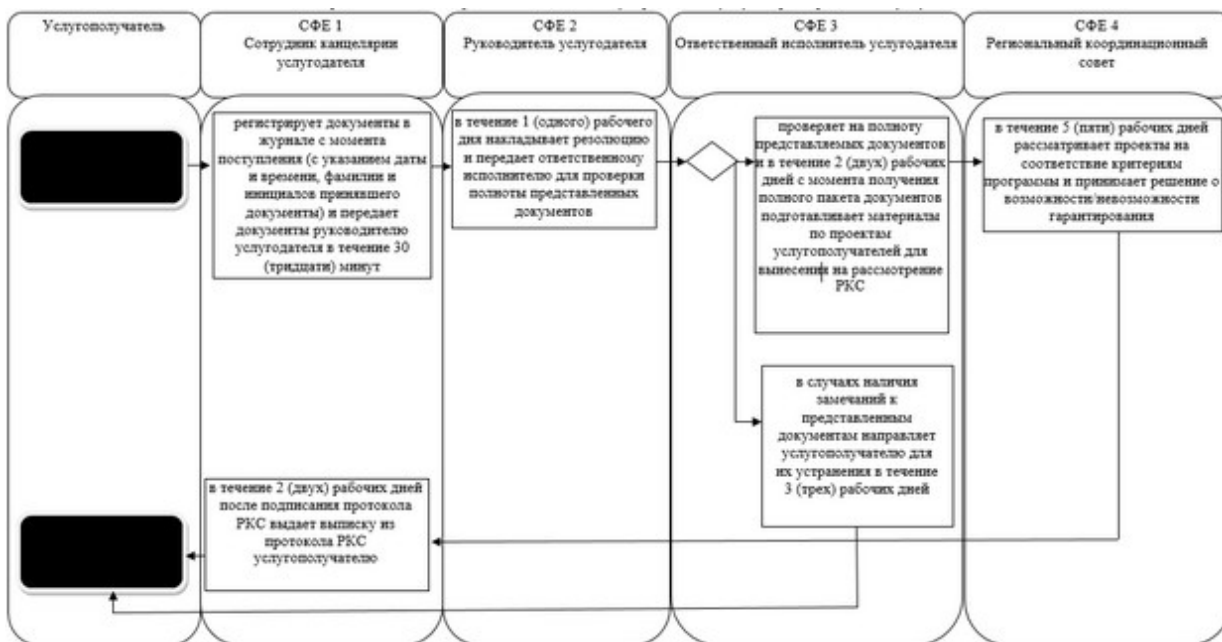 Услугополучатель
СФЕ 1
Сотрудник канцелярии
услугодателя
СФЕ 2
Руководитель услугодателя
СФЕ 3
Ответственный исполнитель услугодателя
СФЕ 4
Региональный координационный
совет
регистрирует документы в
журнале с момента
поступления (с указанием даты
и времени, фамилии и
инициалов принявшего
документы) и передает
документы руководителю
услугодателя в течение 30
(тридцати) минут
в течение 1 (одного) рабочего
дня накладывает резолюцию
и передает ответственному
исполнителю для проверки
полноты представленных
документов
проверяет на полноту
представляемых документов
и в течение 2 (двух) рабочих
дней с момента получения
полного пакета документов
подготавливает материалы
по проектам
услугополучателей для
вынесения на рассмотрение
РКС
в течение 5 (пяти) рабочих дней
рассматривает проекты на
соответствие критериям
программы и принимает решение о
возможности/невозможности
гарантирования
в случаях наличия
замечаний к
представленным
документам направляет
услугополучателю для
их устранения в течение
3 (трех) рабочих дней
в течение 2 (двух) рабочих дней
после подписания протокола
РКС выдает выписку из
протокола РКС
услугополучателю